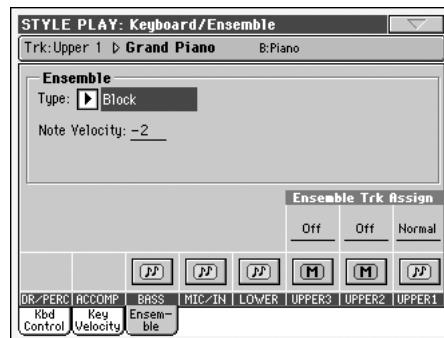 STYLE PLAY: Keyboard/Ensemble
Trk:Upper 1 Grand Piano B:Piano
Ensemble
Type: Block
Note Velocity: -2
Ensemble Trk Assign
Off Off Normal
M M
DR/PERC ACCOMP BASS MIC/IN LOWER UPPER3 UPPER2 UPPER1
Kbd Key Ensem-
Control Velocity ble